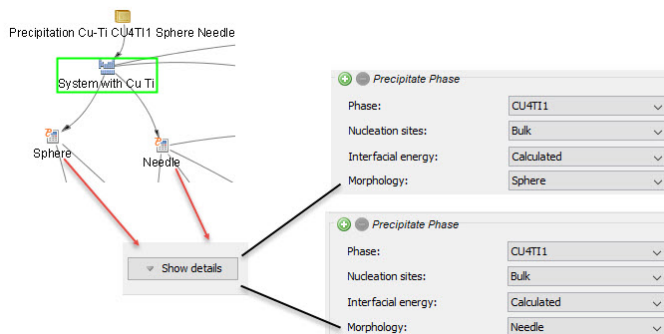 Precipitation Cu-Ti CU4TI1 Sphere Needle
System with Cu Ti
Sphere
Needle
Show details
Precipitate Phase
Phase: CU4TI1
Nucleation sites: Bulk
Interfacial energy: Calculated
Morphology: Sphere
Precipitate Phase
Phase: CU4TI1
Nucleation sites: Bulk
Interfacial energy: Calculated
Morphology: Needle